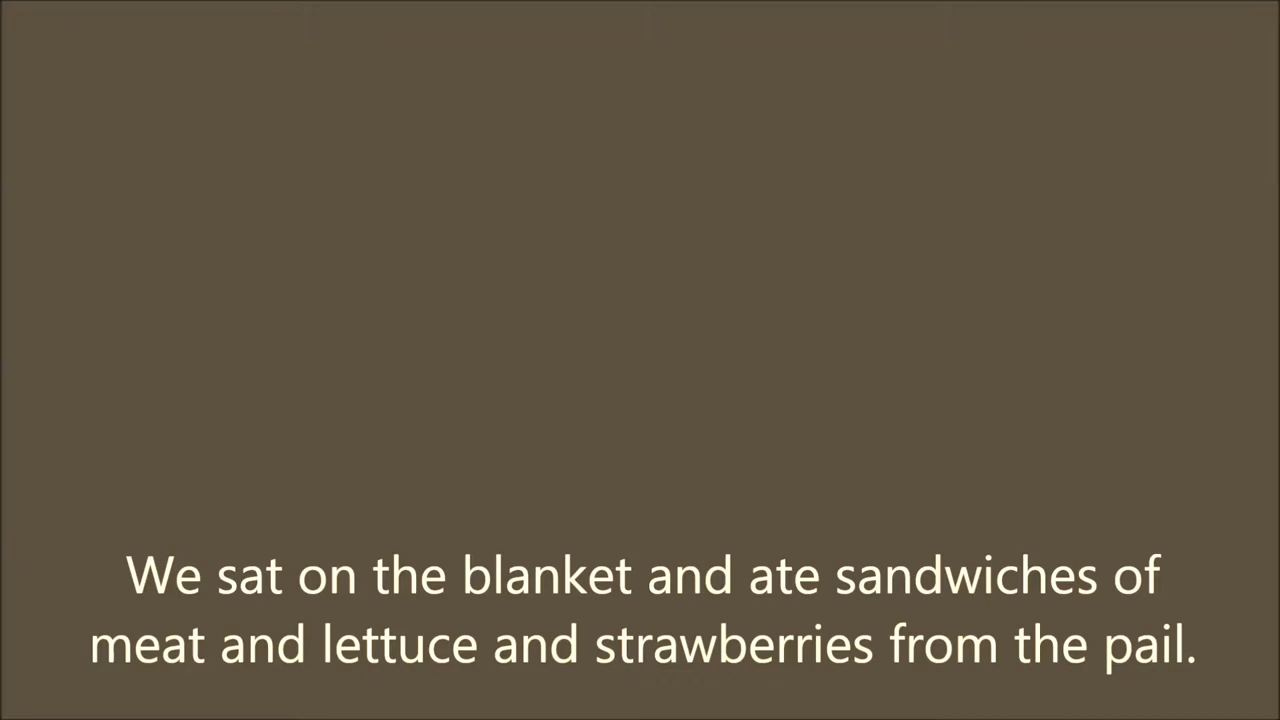 We sat on the blanket and ate sandwiches of
meat and lettuce and strawberries from the pail.